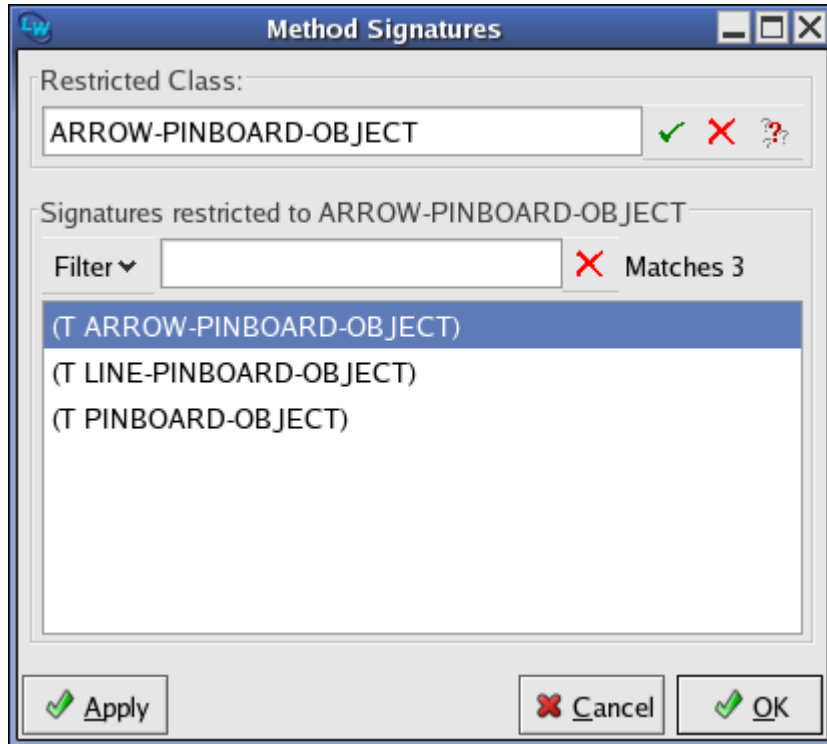 LW
Method Signatures
Restricted Class:
ARROW-PINBOARD-OBJECT
Signatures restricted to ARROW-PINBOARD-OBJECT
Filter Matches 3
(T ARROW-PINBOARD-OBJECT)
(T LINE-PINBOARD-OBJECT)
(T PINBOARD-OBJECT)
Apply Cancel OK